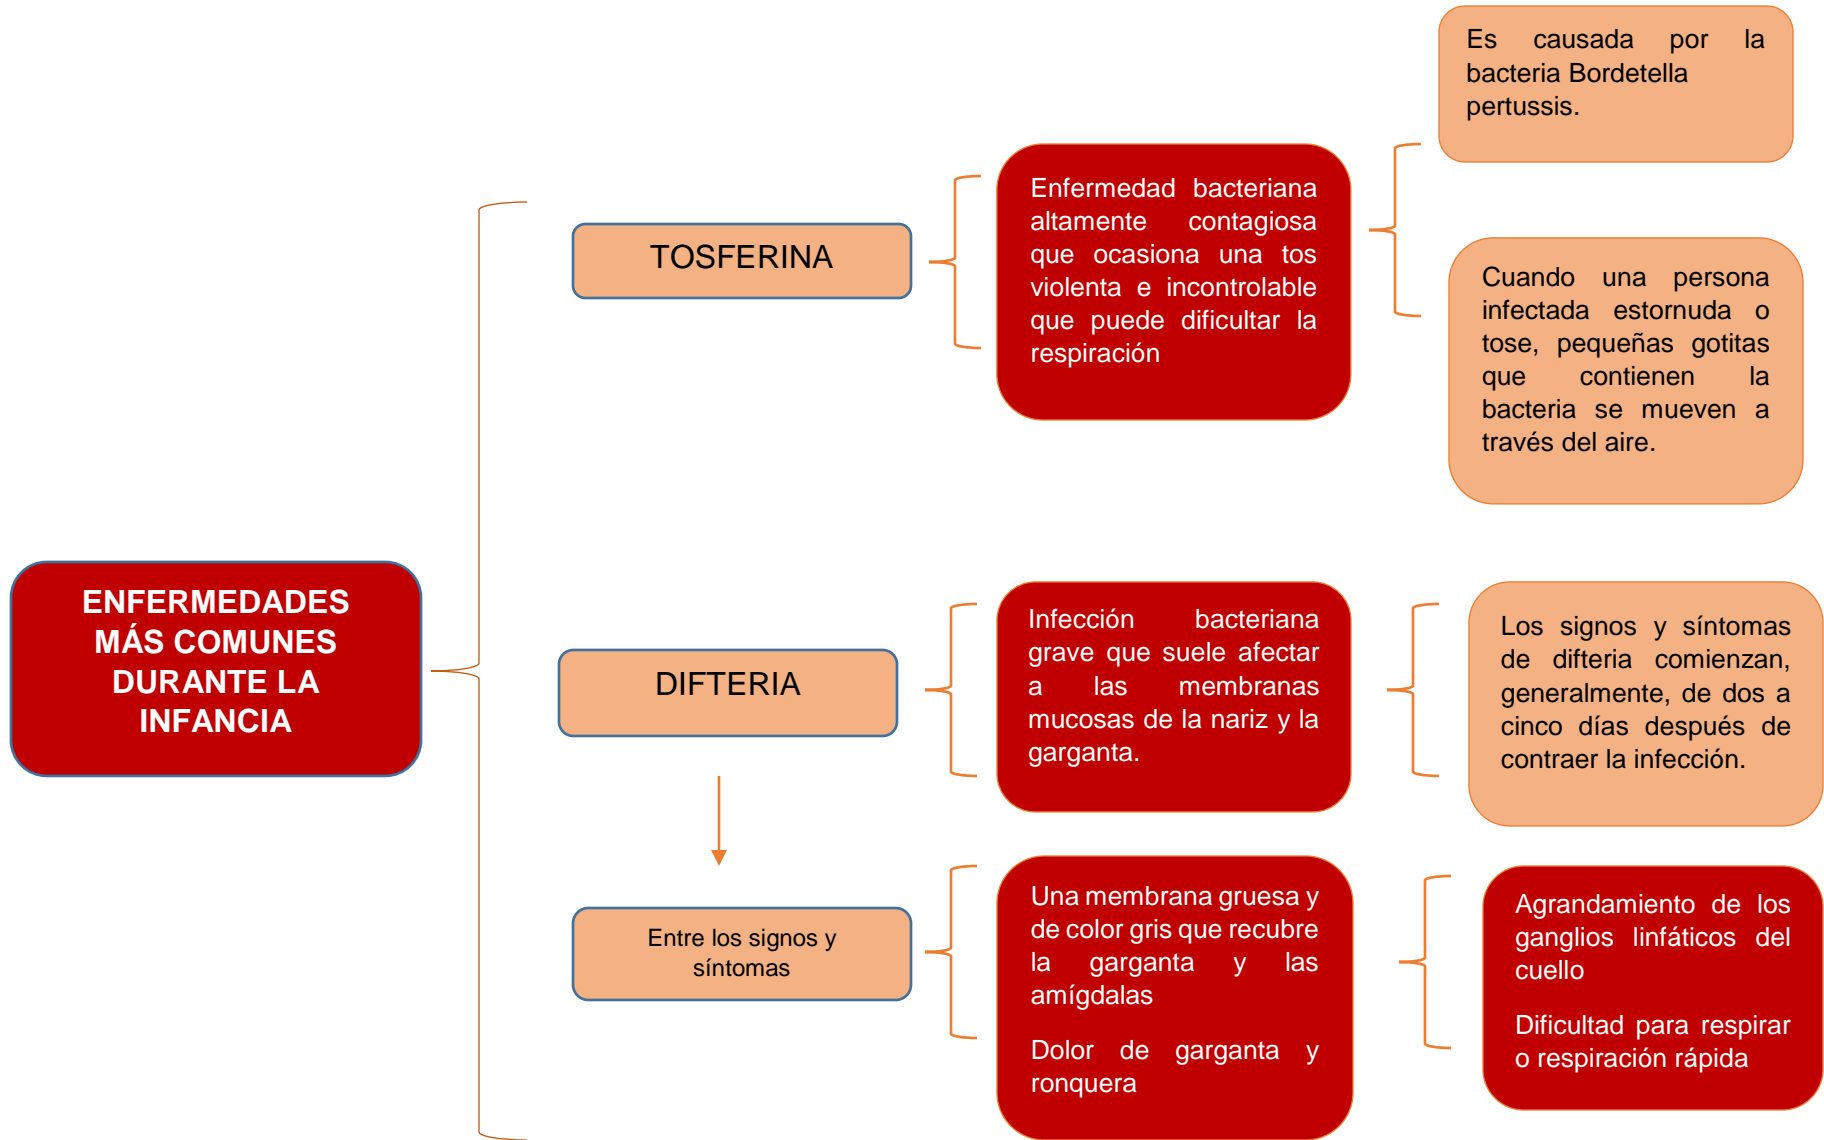 ENFERMEDADES
MÁS COMUNES
DURANTE LA
INFANCIA
TOSFERINA
Enfermedad bacteriana
altamente contagiosa
que ocasiona una tos
violenta e incontrolable
que puede dificultar la
respiración
Es causada por la
bacteria Bordetella
pertussis.
Cuando una persona
infectada estornuda o
tose, pequeñas gotitas
que contienen la
bacteria se mueven a
través del aire.
DIFTERIA
Infección bacteriana
grave que suele afectar
a las membranas
mucosas de la nariz y la
garganta.
Los signos y síntomas
de difteria comienzan,
generalmente, de dos a
cinco días después de
contraer la infección.
Entre los signos y
síntomas
Una membrana gruesa y
de color gris que recubre
la garganta y las
amígdalas
Dolor de garganta y
ronquera
Agrandamiento de los
ganglios linfáticos del
cuello
Dificultad para respirar
o respiración rápida